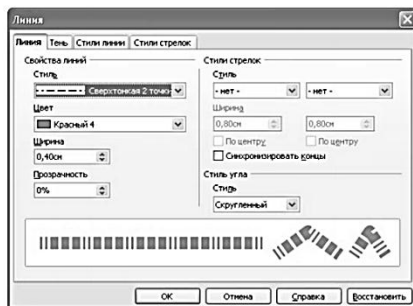 Линия
Линия Тень Стили линии Стили стрелок
Свойства линий
Стиль
Сверхтонкая 2 точки
Цвет
Красный 4
Ширина
0,40см
Прозрачность
0%
Стили стрелок
Стиль
- нет - - нет -
Ширина
0,80см 0,80см
По центру По центру
Синхронизировать концы
Стиль угла
Стиль
Скругленный
OK Отмена Справка Восстановить